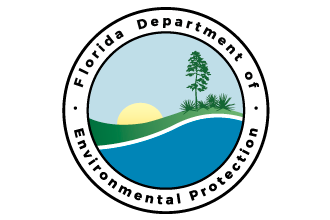 Florida Department of
Environmental Protection